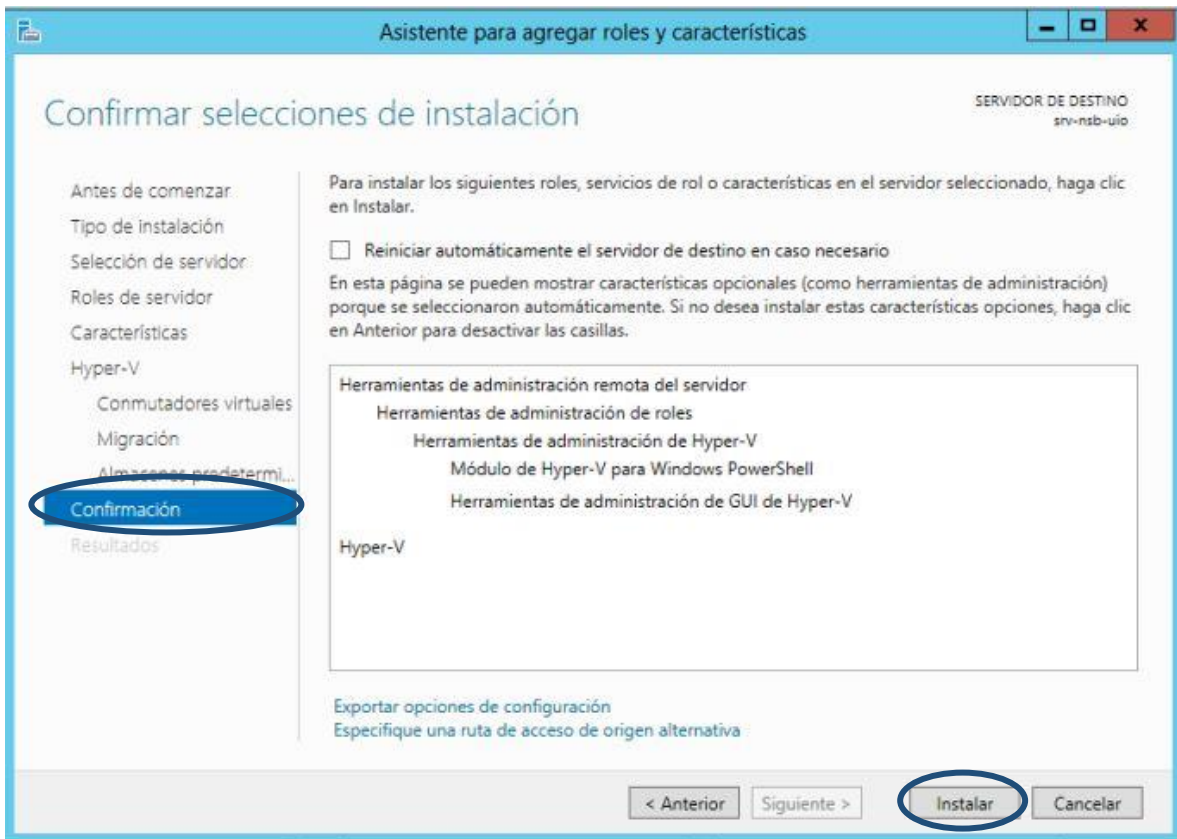 Asistente para agregar roles y características
Confirmar selecciones de instalación
SERVIDOR DE DESTINO
srv-nsb-uio
Antes de comenzar
Tipo de instalación
Selección de servidor
Roles de servidor
Características
Hyper-V
Conmutadores virtuales
Migración
Almacenes predetermi...
Confirmación
Resultados
Para instalar los siguientes roles, servicios de rol o características en el servidor seleccionado, haga clic
en Instalar.
Reiniciar automáticamente el servidor de destino en caso necesario
En esta página se pueden mostrar características opcionales (como herramientas de administración)
porque se seleccionaron automáticamente. Si no desea instalar estas características opciones, haga clic
en Anterior para desactivar las casillas.
Herramientas de administración remota del servidor
Herramientas de administración de roles
Herramientas de administración de Hyper-V
Módulo de Hyper-V para Windows PowerShell
Herramientas de administración de GUI de Hyper-V
Hyper-V
Exportar opciones de configuración
Especifique una ruta de acceso de origen alternativa
< Anterior
Siguiente >
Instalar
Cancelar